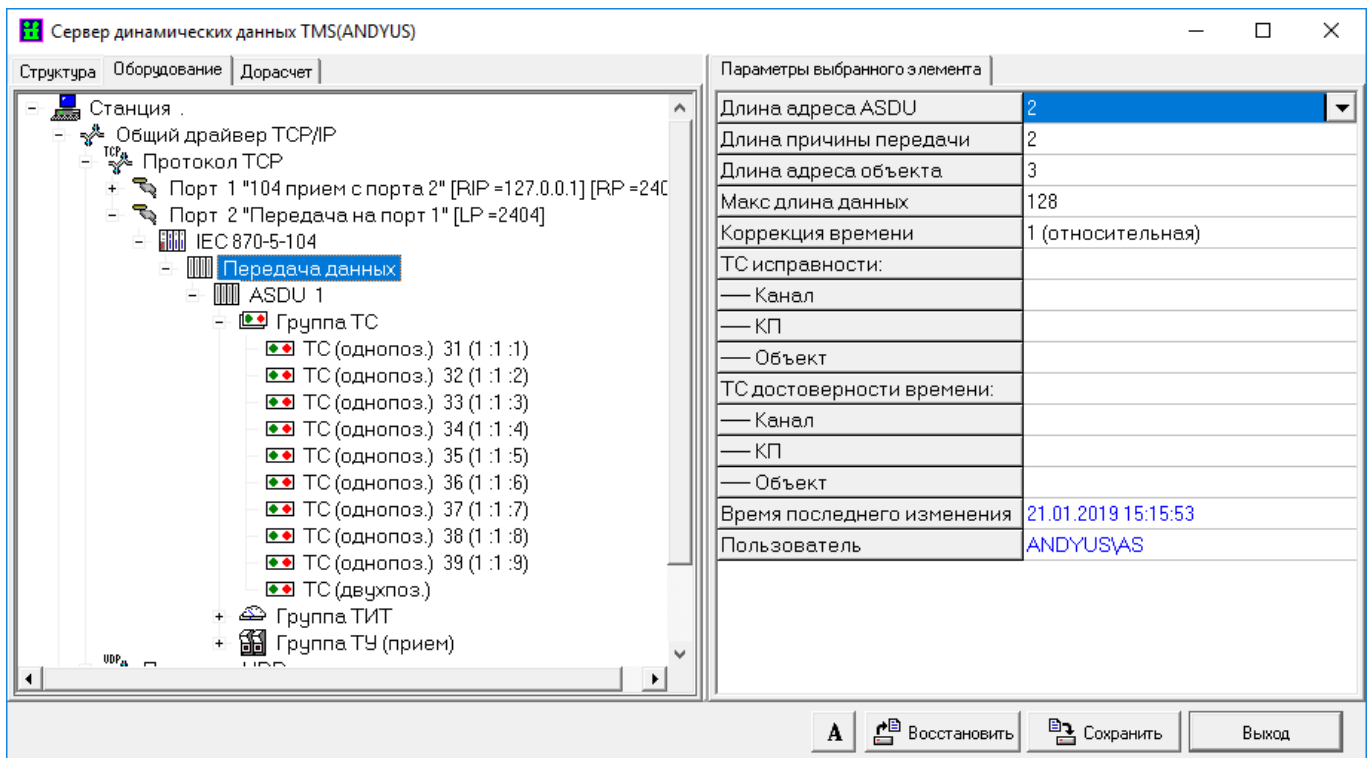 Сервер динамических данных TMS(ANDYUS)
Структура Оборудование Дорасчет
Станция .
Общий драйвер TCP/IP
TCP
Протокол TCP
Порт 1 "104 прием с порта 2" [RIP =127.0.0.1] [RP =240
Порт 2 "Передача на порт 1" [LP =2404]
IEC 870-5-104
Передача данных
ASDU 1
Группа ТС
ТС (однопоз.) 31 (1 :1 :1)
ТС (однопоз.) 32 (1 :1 :2)
ТС (однопоз.) 33 (1 :1 :3)
ТС (однопоз.) 34 (1 :1 :4)
ТС (однопоз.) 35 (1 :1 :5)
ТС (однопоз.) 36 (1 :1 :6)
ТС (однопоз.) 37 (1 :1 :7)
ТС (однопоз.) 38 (1 :1 :8)
ТС (однопоз.) 39 (1 :1 :9)
ТС (двухпоз.)
Группа ТИТ
Группа ТУ (прием)
UDP
Параметры выбранного элемента
Длина адреса ASDU 2
Длина причины передачи 2
Длина адреса объекта 3
Макс длина данных 128
Коррекция времени 1 (относительная)
ТС исправности:
── Канал
── КП
── Объект
ТС достоверности времени:
── Канал
── КП
── Объект
Время последнего изменения 21.01.2019 15:15:53
Пользователь ANDYUS\AS
A Восстановить Сохранить Выход